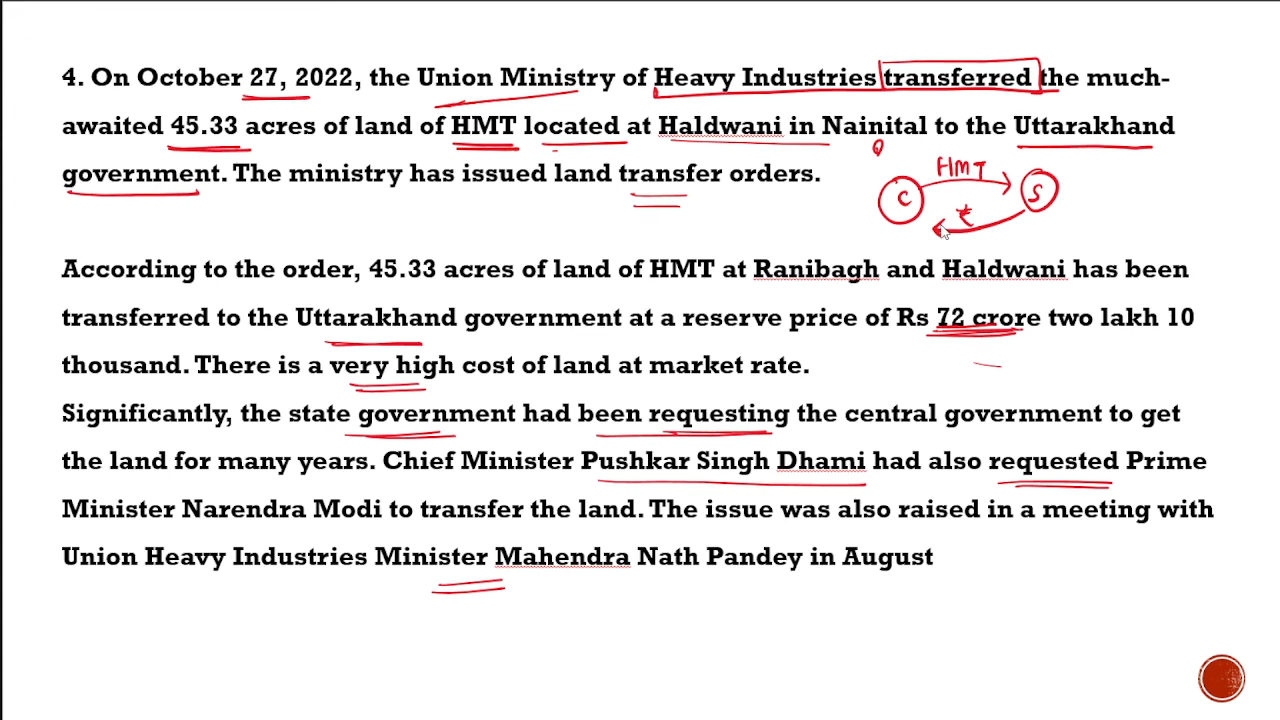 4. On October 27, 2022, the Union Ministry of Heavy Industries transferred the much-
awaited 45.33 acres of land of HMT located at Haldwani in Nainital to the Uttarakhand
government. The ministry has issued land transfer orders.
HMT
C S
₹
According to the order, 45.33 acres of land of HMT at Ranibagh and Haldwani has been
transferred to the Uttarakhand government at a reserve price of Rs 72 crore two lakh 10
thousand. There is a very high cost of land at market rate.
Significantly, the state government had been requesting the central government to get
the land for many years. Chief Minister Pushkar Singh Dhami had also requested Prime
Minister Narendra Modi to transfer the land. The issue was also raised in a meeting with
Union Heavy Industries Minister Mahendra Nath Pandey in August